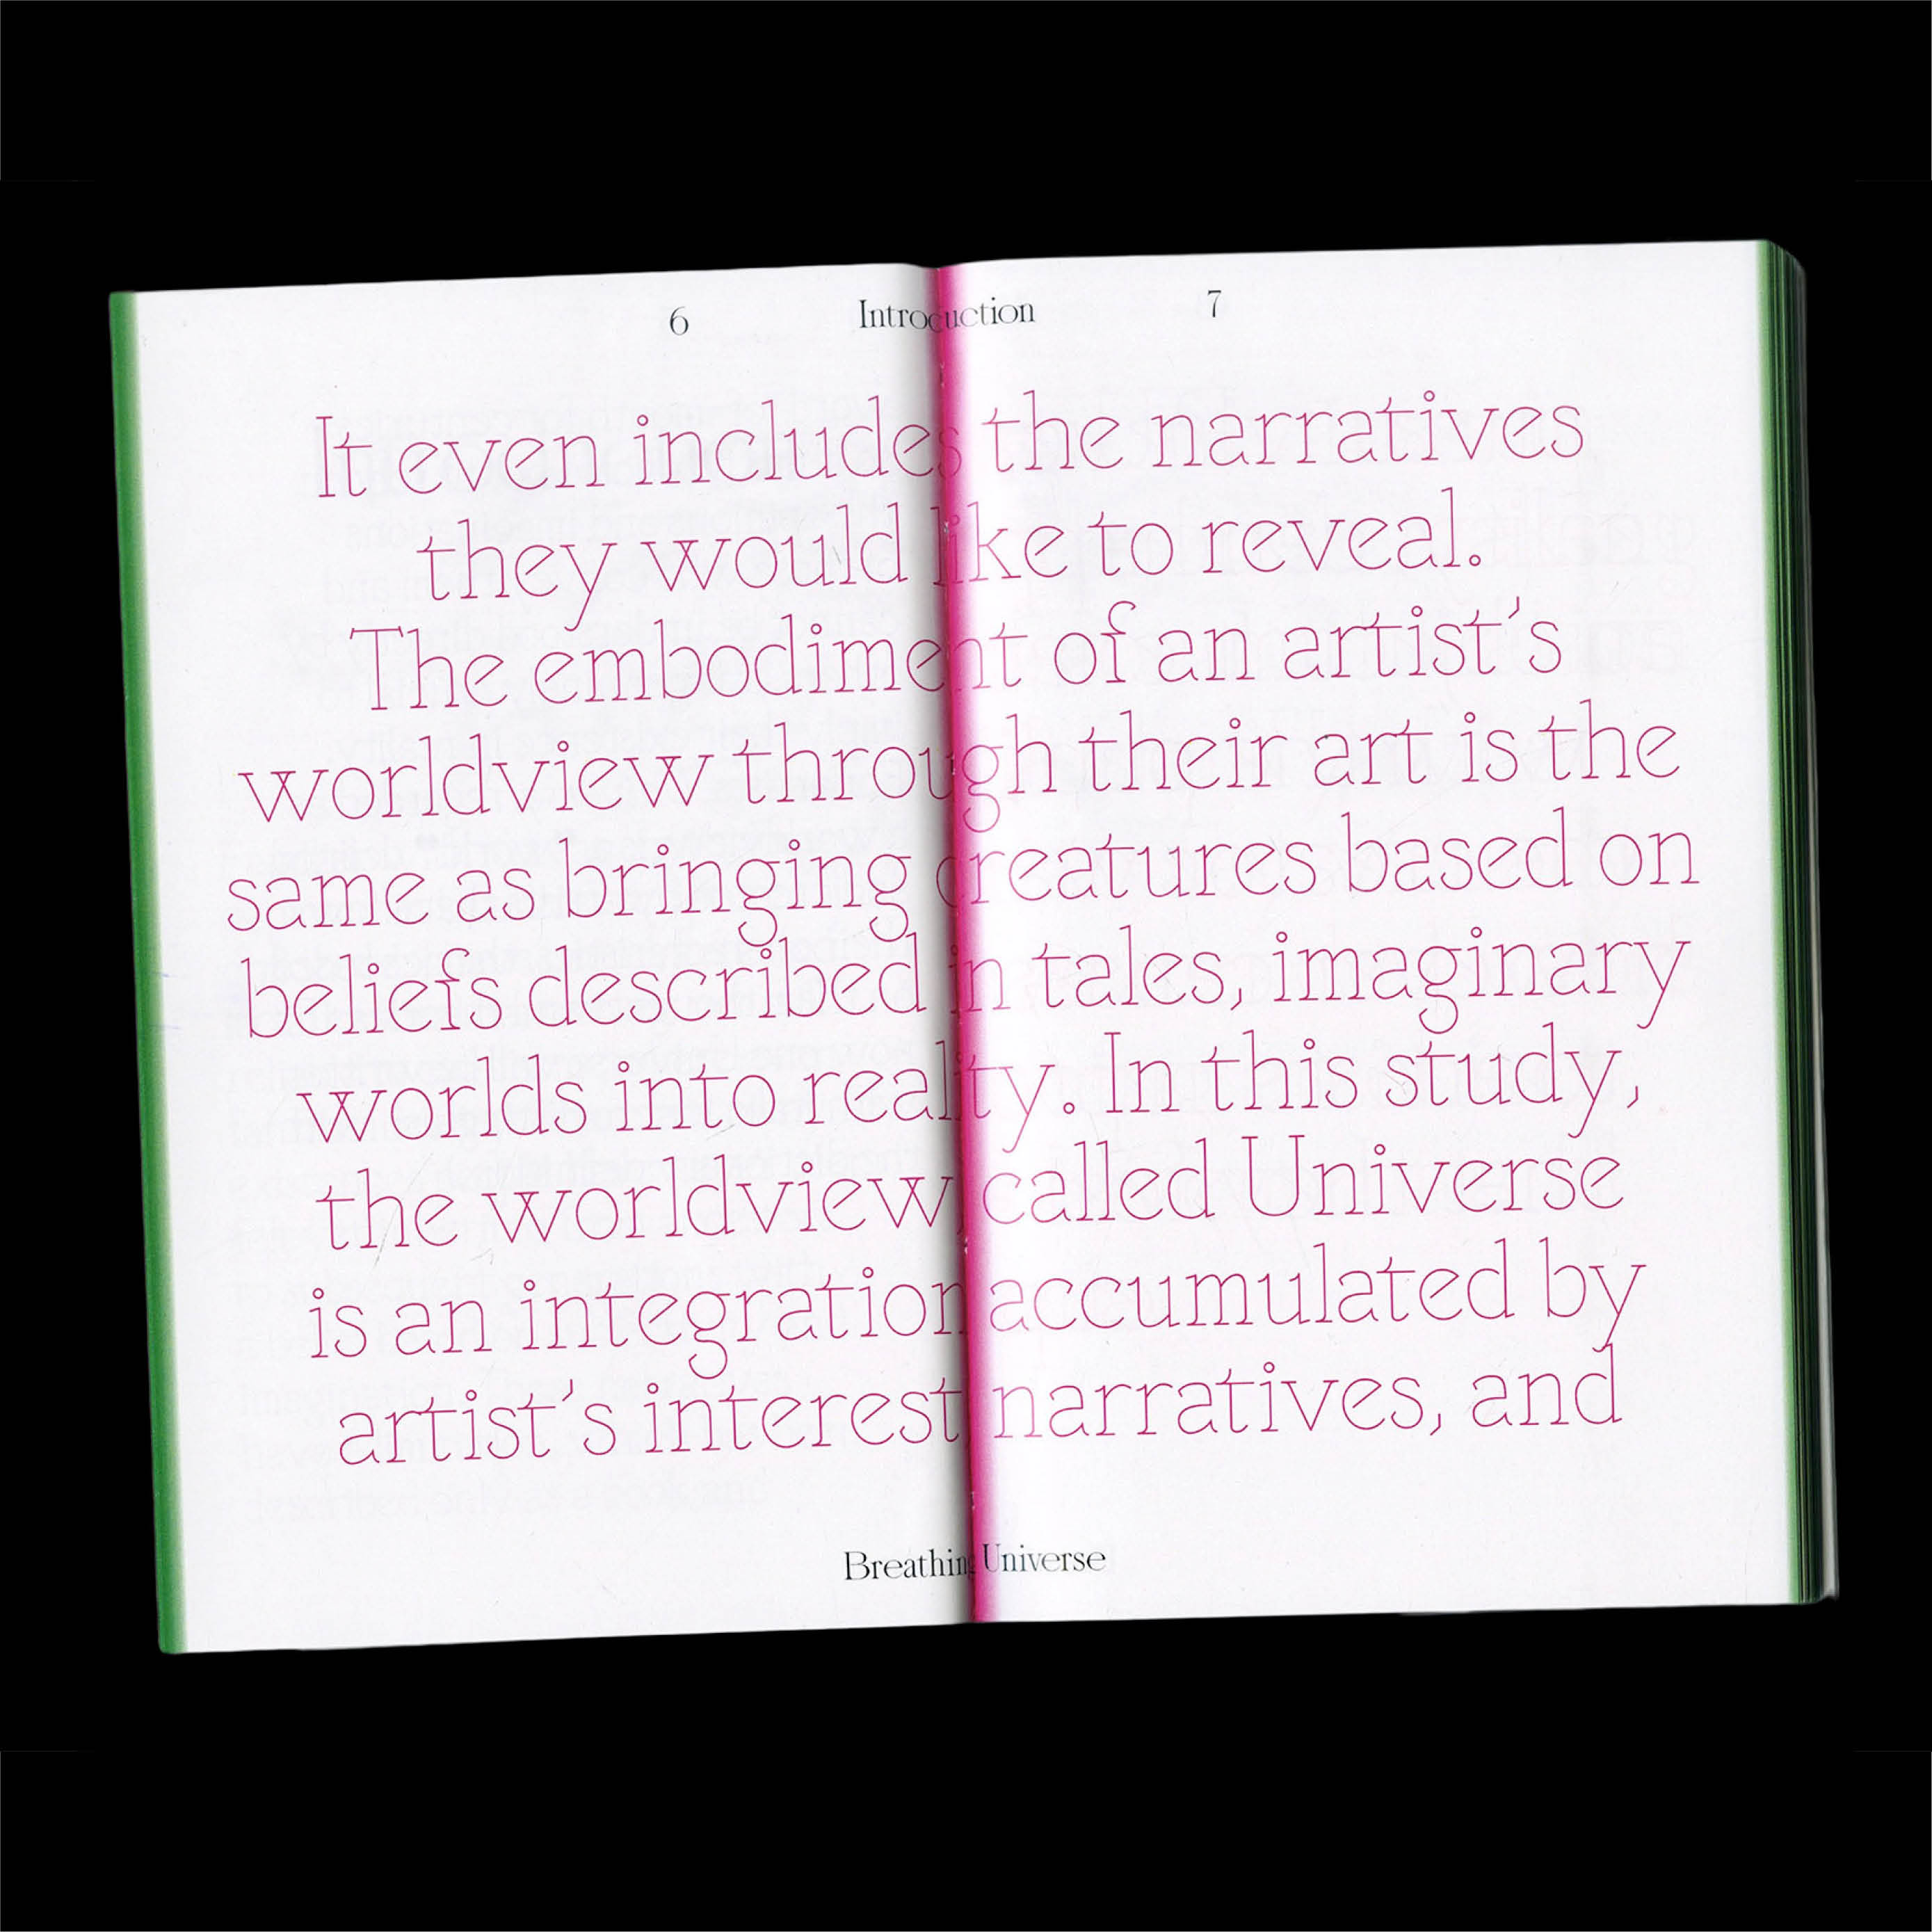 6 Introduction 7
It even includes the narratives
they would like to reveal.
The embodiment of an artist's
worldview through their art is the
same as bringing creatures based on
beliefs described in tales, imaginary
worlds into reality. In this study,
the worldview called Universe
is an integration accumulated by
artist's interest narratives, and
Breathing Universe